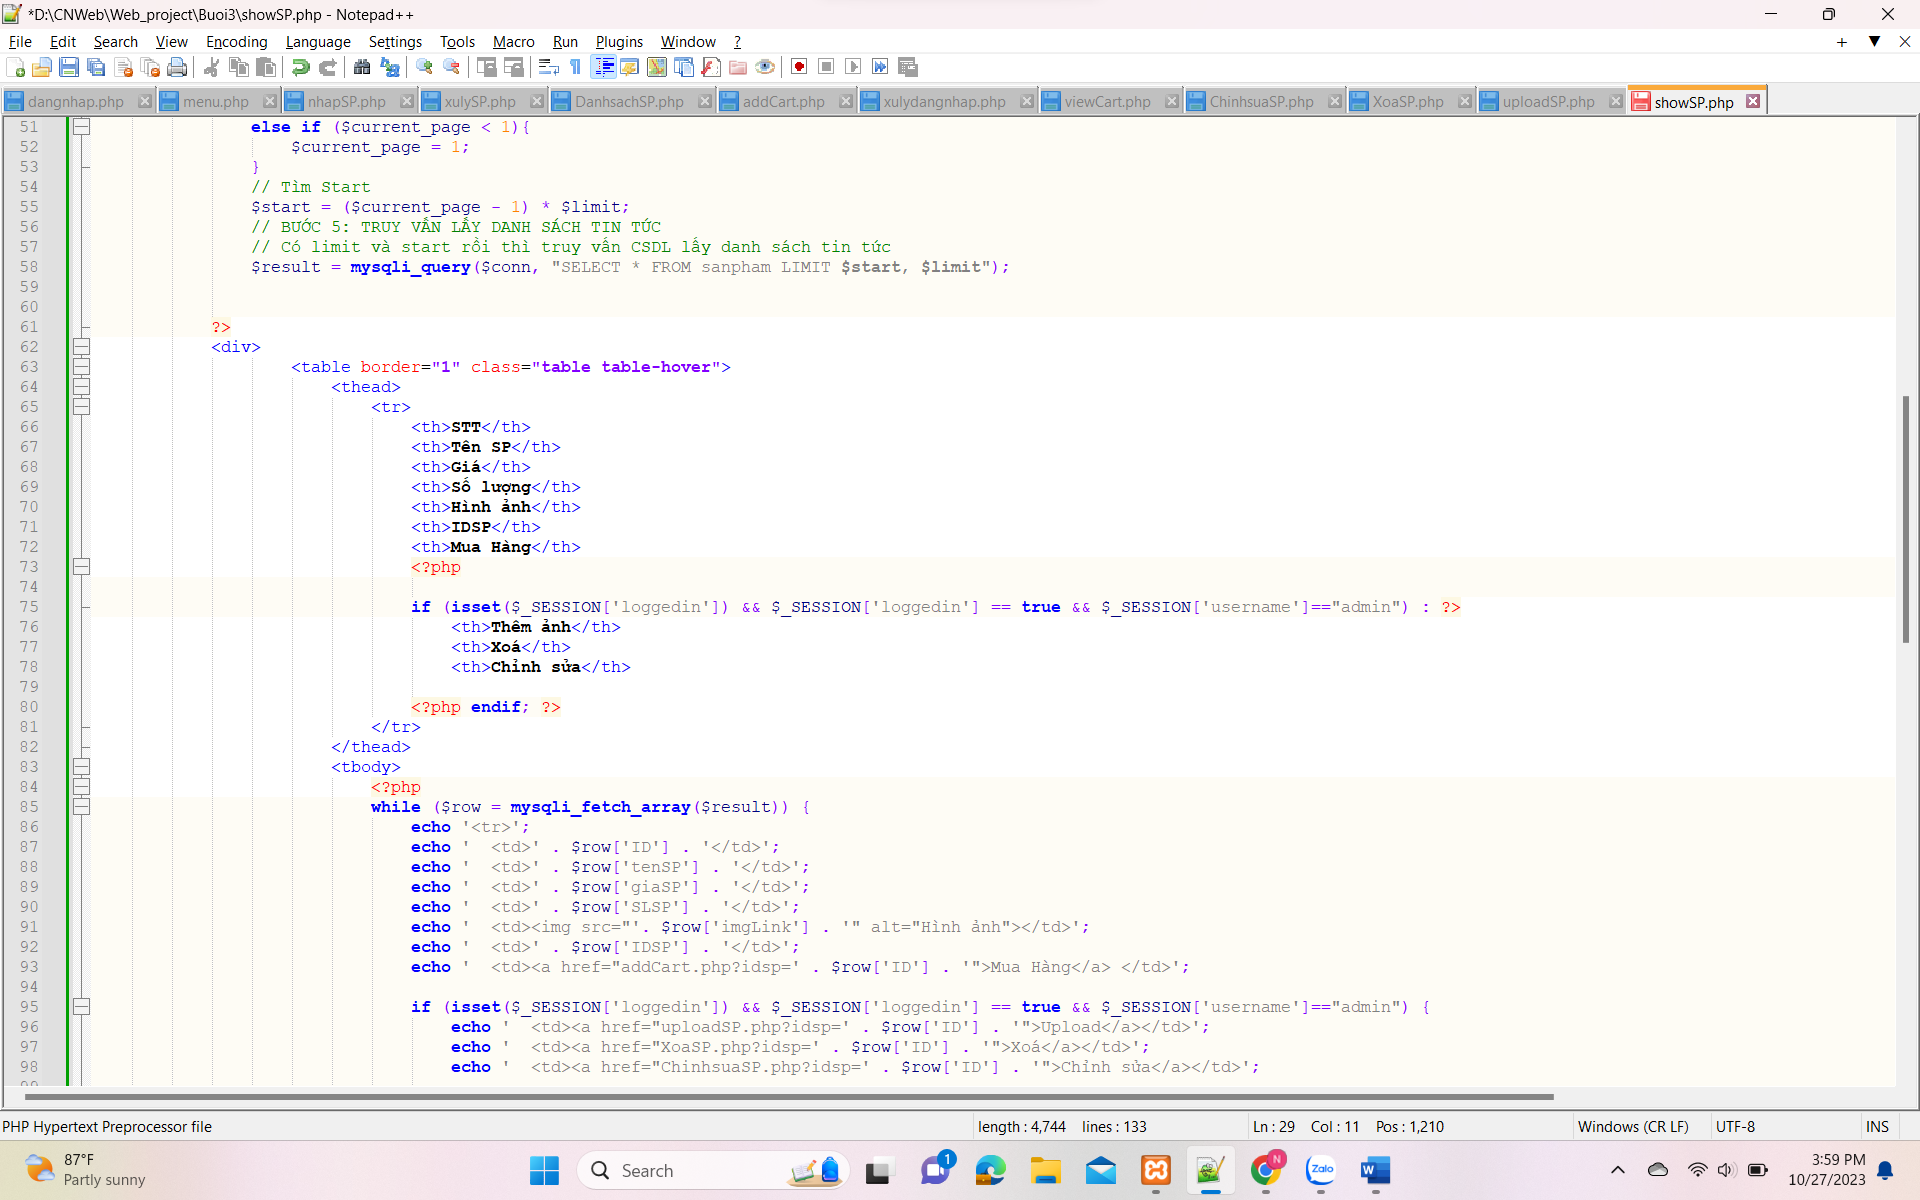 *D:\CNWeb\Web_project\Buoi3\showSP.php - Notepad++
File Edit Search View Encoding Language Settings Tools Macro Run Plugins Window ?
dangnhap.php menu.php nhapSP.php xulySP.php DanhsachSP.php addCart.php xulydangnhap.php viewCart.php ChinhsuaSP.php XoaSP.php uploadSP.php showSP.php
51 else if ($current_page < 1){
52 $current_page = 1;
53 }
54 // Tìm Start
55 $start = ($current_page - 1) * $limit;
56 // BƯỚC 5: TRUY VẤN LẤY DANH SÁCH TIN TỨC
57 // Có limit và start rồi thì truy vấn CSDL lấy danh sách tin tức
58 $result = mysqli_query($conn, "SELECT * FROM sanpham LIMIT $start, $limit");
59
60
61 ?>
62 <div>
63 <table border="1" class="table table-hover">
64 <thead>
65 <tr>
66 <th>STT</th>
67 <th>Tên SP</th>
68 <th>Giá</th>
69 <th>Số lượng</th>
70 <th>Hình ảnh</th>
71 <th>IDSP</th>
72 <th>Mua Hàng</th>
73 <?php
74
75 if (isset($_SESSION['loggedin']) && $_SESSION['loggedin'] == true && $_SESSION['username']=="admin") : ?>
76 <th>Thêm ảnh</th>
77 <th>Xoá</th>
78 <th>Chỉnh sửa</th>
79
80 <?php endif; ?>
81 </tr>
82 </thead>
83 <tbody>
84 <?php
85 while ($row = mysqli_fetch_array($result)) {
86 echo '<tr>';
87 echo '  <td>' . $row['ID'] . '</td>';
88 echo '  <td>' . $row['tenSP'] . '</td>';
89 echo '  <td>' . $row['giaSP'] . '</td>';
90 echo '  <td>' . $row['SLSP'] . '</td>';
91 echo '  <td><img src="'. $row['imgLink'] . '" alt="Hình ảnh"></td>';
92 echo '  <td>' . $row['IDSP'] . '</td>';
93 echo '  <td><a href="addCart.php?idsp=' . $row['ID'] . '">Mua Hàng</a> </td>';
94
95 if (isset($_SESSION['loggedin']) && $_SESSION['loggedin'] == true && $_SESSION['username']=="admin") {
96 echo '  <td><a href="uploadSP.php?idsp=' . $row['ID'] . '">Upload</a></td>';
97 echo '  <td><a href="XoaSP.php?idsp=' . $row['ID'] . '">Xoá</a></td>';
98 echo '  <td><a href="ChinhsuaSP.php?idsp=' . $row['ID'] . '">Chỉnh sửa</a></td>';
99
PHP Hypertext Preprocessor file length : 4,744 lines : 133 Ln : 29 Col : 11 Pos : 1,210 Windows (CR LF) UTF-8 INS
87°F
Partly sunny
Search
1
N
Zalo
W
3:59 PM
10/27/2023